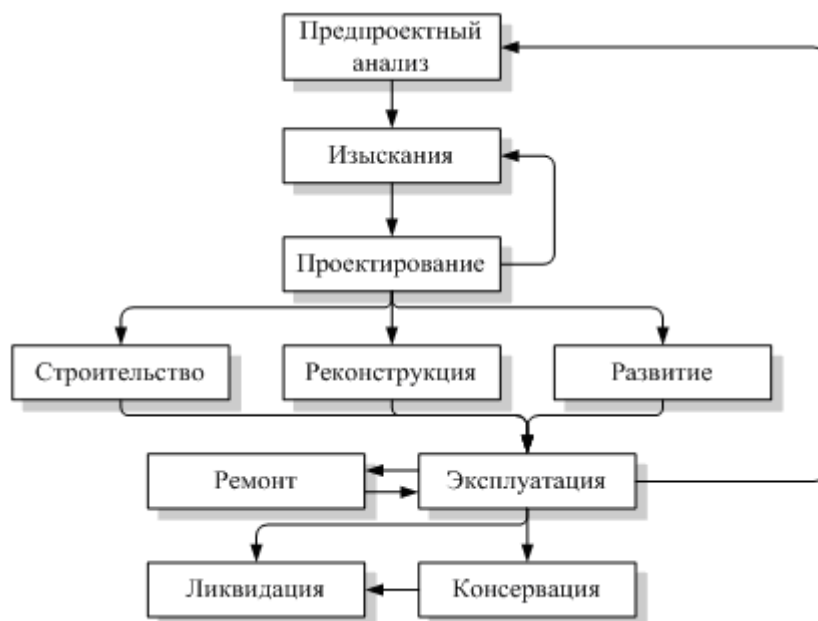 Предпроектный
анализ
Изыскания
Проектирование
Строительство
Реконструкция
Развитие
Ремонт
Эксплуатация
Ликвидация
Консервация